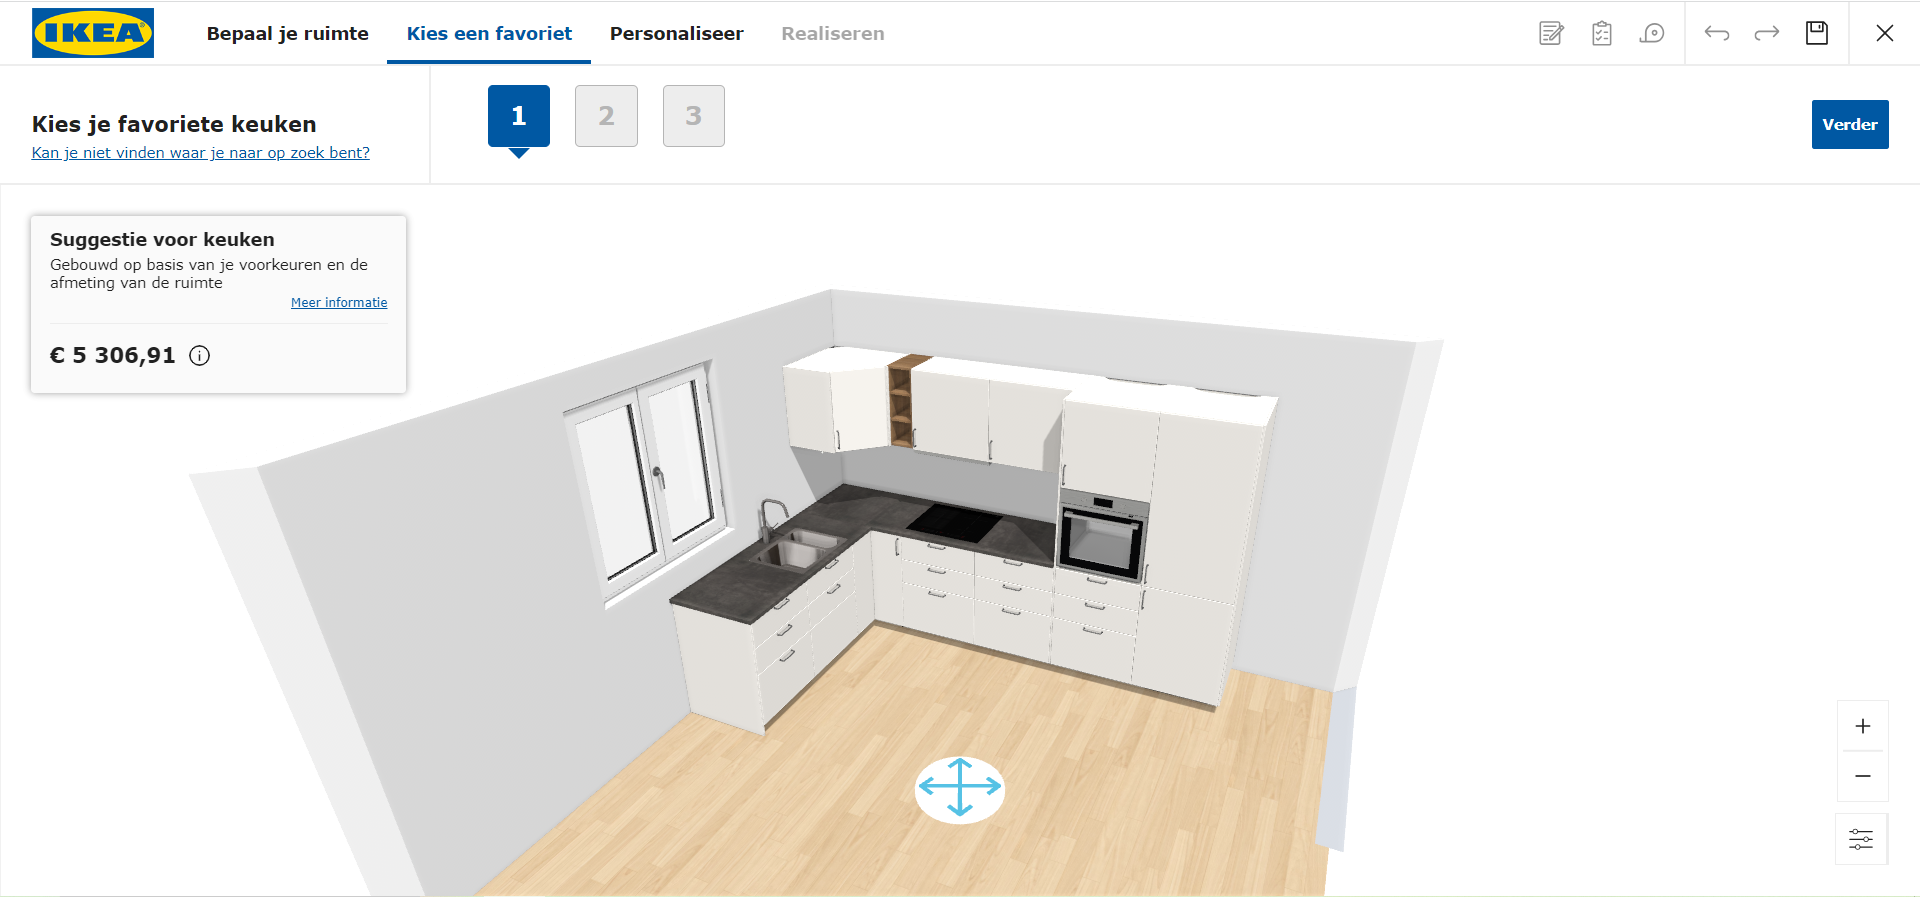 IKEA
Bepaal je ruimte
Kies een favoriet
Personaliseer
Realiseren
Kies je favoriete keuken
Kan je niet vinden waar je naar op zoek bent?
1
2
3
Verder
Suggestie voor keuken
Gebouwd op basis van je voorkeuren en de
afmeting van de ruimte
Meer informatie
€ 5 306,91